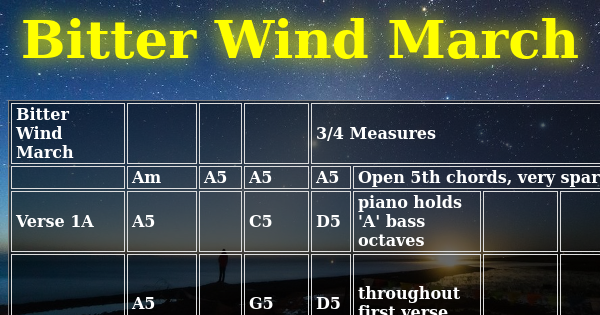 Bitter Wind March
Bitter
Wind
March
3/4 Measures
Am A5 A5 A5 Open 5th chords, very spar
Verse 1A A5 C5 D5 piano holds
'A' bass
octaves
A5 G5 D5 throughout
first verse